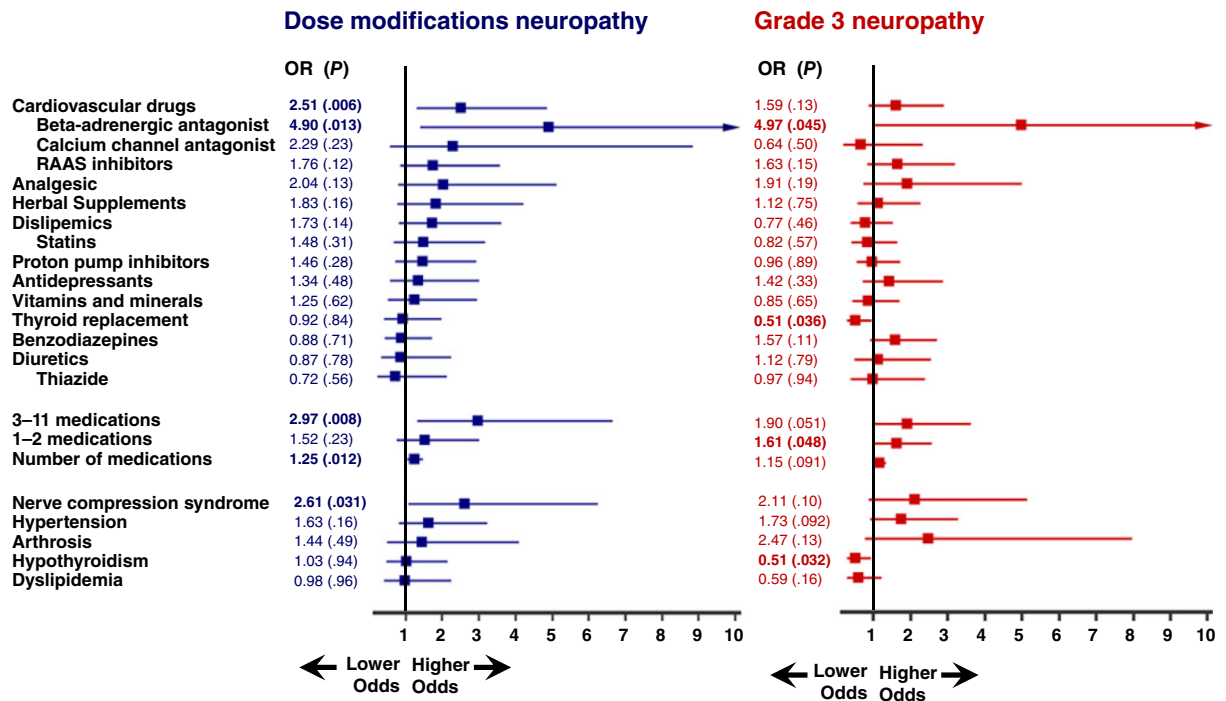 Dose modifications neuropathy Grade 3 neuropathy
OR (P) OR (P)
Cardiovascular drugs 2.51 (.006) 1.59 (.13)
Beta-adrenergic antagonist 4.90 (.013) 4.97 (.045)
Calcium channel antagonist 2.29 (.23) 0.64 (.50)
RAAS inhibitors 1.76 (.12) 1.63 (.15)
Analgesic 2.04 (.13) 1.91 (.19)
Herbal Supplements 1.83 (.16) 1.12 (.75)
Dislipemics 1.73 (.14) 0.77 (.46)
Statins 1.48 (.31) 0.82 (.57)
Proton pump inhibitors 1.46 (.28) 0.96 (.89)
Antidepressants 1.34 (.48) 1.42 (.33)
Vitamins and minerals 1.25 (.62) 0.85 (.65)
Thyroid replacement 0.92 (.84) 0.51 (.036)
Benzodiazepines 0.88 (.71) 1.57 (.11)
Diuretics 0.87 (.78) 1.12 (.79)
Thiazide 0.72 (.56) 0.97 (.94)
3–11 medications 2.97 (.008) 1.90 (.051)
1–2 medications 1.52 (.23) 1.61 (.048)
Number of medications 1.25 (.012) 1.15 (.091)
Nerve compression syndrome 2.61 (.031) 2.11 (.10)
Hypertension 1.63 (.16) 1.73 (.092)
Arthrosis 1.44 (.49) 2.47 (.13)
Hypothyroidism 1.03 (.94) 0.51 (.032)
Dyslipidemia 0.98 (.96) 0.59 (.16)
1 2 3 4 5 6 7 8 9 10 1 2 3 4 5 6 7 8 9 10
Lower Higher Lower Higher
Odds Odds Odds Odds